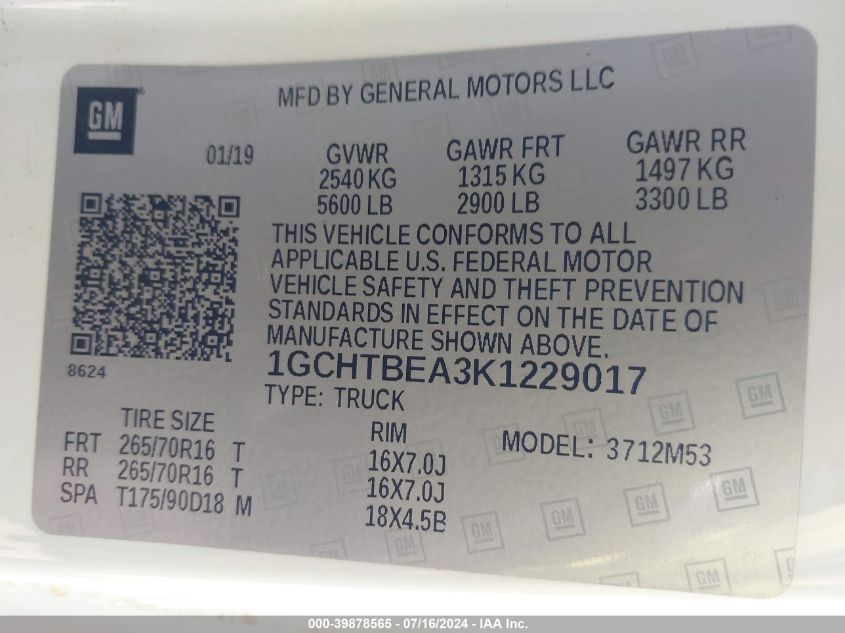 GM
MFD BY GENERAL MOTORS LLC
01/19
GVWR GAWR FRT GAWR RR
2540 KG 1315 KG 1497 KG
5600 LB 2900 LB 3300 LB
THIS VEHICLE CONFORMS TO ALL
APPLICABLE U.S. FEDERAL MOTOR
VEHICLE SAFETY AND THEFT PREVENTION
STANDARDS IN EFFECT ON THE DATE OF
MANUFACTURE SHOWN ABOVE.
8624
1GCHTBEA3K1229017
TYPE: TRUCK
TIRE SIZE RIM MODEL: 3712M53
FRT 265/70R16 T 16X7.0J
RR 265/70R16 T 16X7.0J
SPA T175/90D18 M 18X4.5B
000-39878565 - 07/16/2024 - IAA Inc.